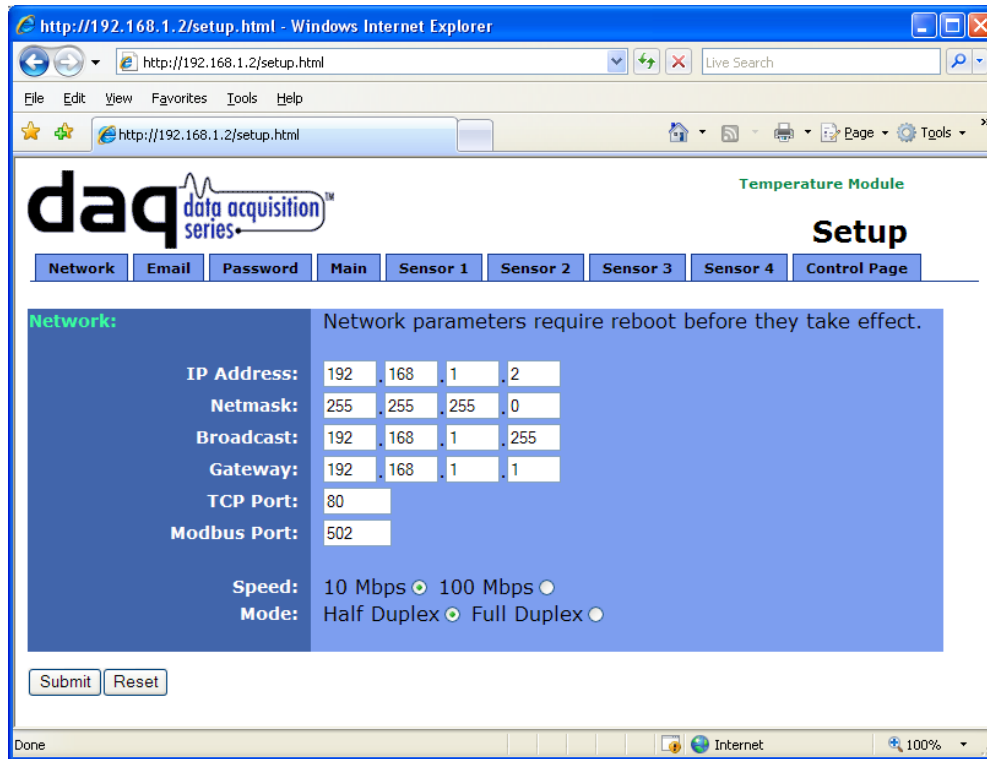 http://192.168.1.2/setup.html - Windows Internet Explorer
http://192.168.1.2/setup.html
Live Search
File Edit View Favorites Tools Help
http://192.168.1.2/setup.html
Page Tools
daq data acquisition series TM
Temperature Module
Setup
Network Email Password Main Sensor 1 Sensor 2 Sensor 3 Sensor 4 Control Page
Network: Network parameters require reboot before they take effect.
IP Address: 192 . 168 . 1 . 2
Netmask: 255 . 255 . 255 . 0
Broadcast: 192 . 168 . 1 . 255
Gateway: 192 . 168 . 1 . 1
TCP Port: 80
Modbus Port: 502
Speed: 10 Mbps 100 Mbps
Mode: Half Duplex Full Duplex
Submit Reset
Done Internet 100%